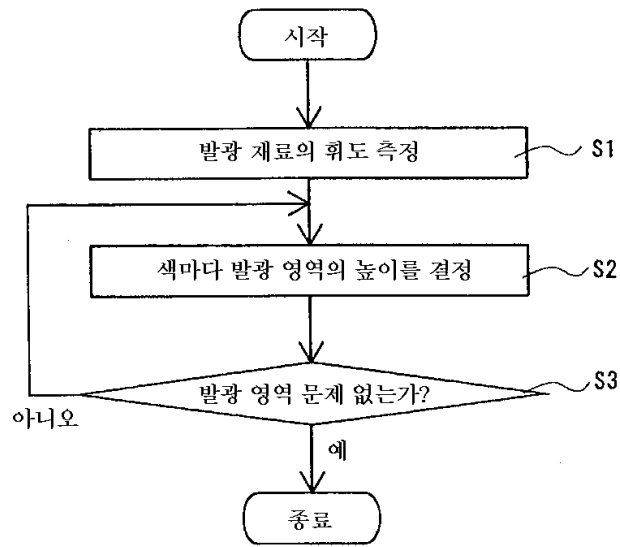 시작
발광 재료의 휘도 측정
S1
색마다 발광 영역의 높이를 결정
S2
발광 영역 문제 없는가?
S3
아니오
예
종료